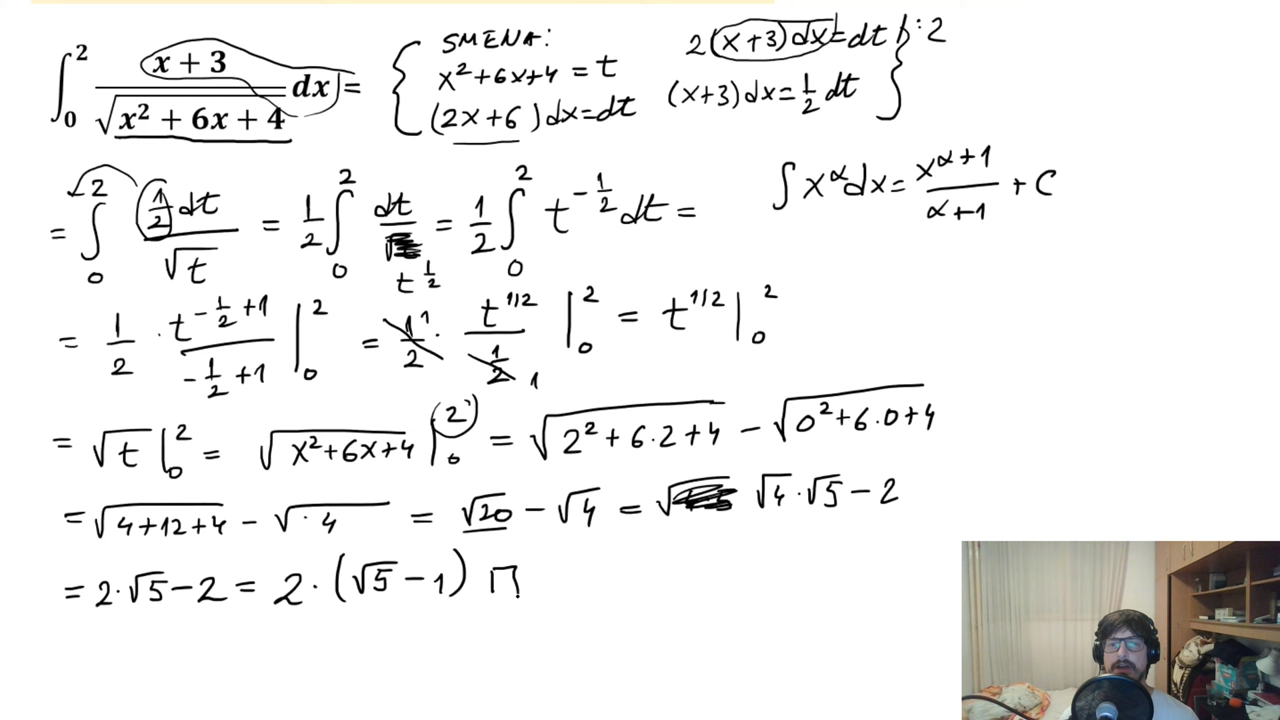 ∫₀² (x + 3)/√(x² + 6x + 4) dx = { SMENA: 2(x+3)dx=dt /:2
x²+6x+4=t (x+3)dx=½dt
(2x+6)dx=dt }
= ∫₀² (½dt)/√t = ½ ∫₀² dt/t^(1/2) = ½ ∫₀² t^(-1/2) dt = ∫x^α dx = x^(α+1)/(α+1) + C
= ½ · t^(-1/2+1)/(-1/2+1) |₀² = ½ · t^(1/2)/(1/2) |₀² = t^(1/2) |₀²
= √t |₀² = √(x²+6x+4) |₀² = √(2²+6·2+4) − √(0²+6·0+4)
= √(4+12+4) − √(4) = √20 − √4 = √4·√5 − 2
= 2·√5 − 2 = 2·(√5 − 1) П